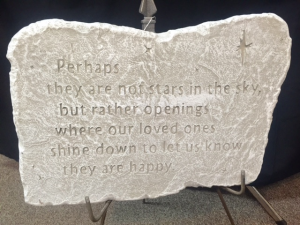 Perhaps
they are not stars in the sky,
but rather openings
where our loved ones
shine down to let us know
they are happy